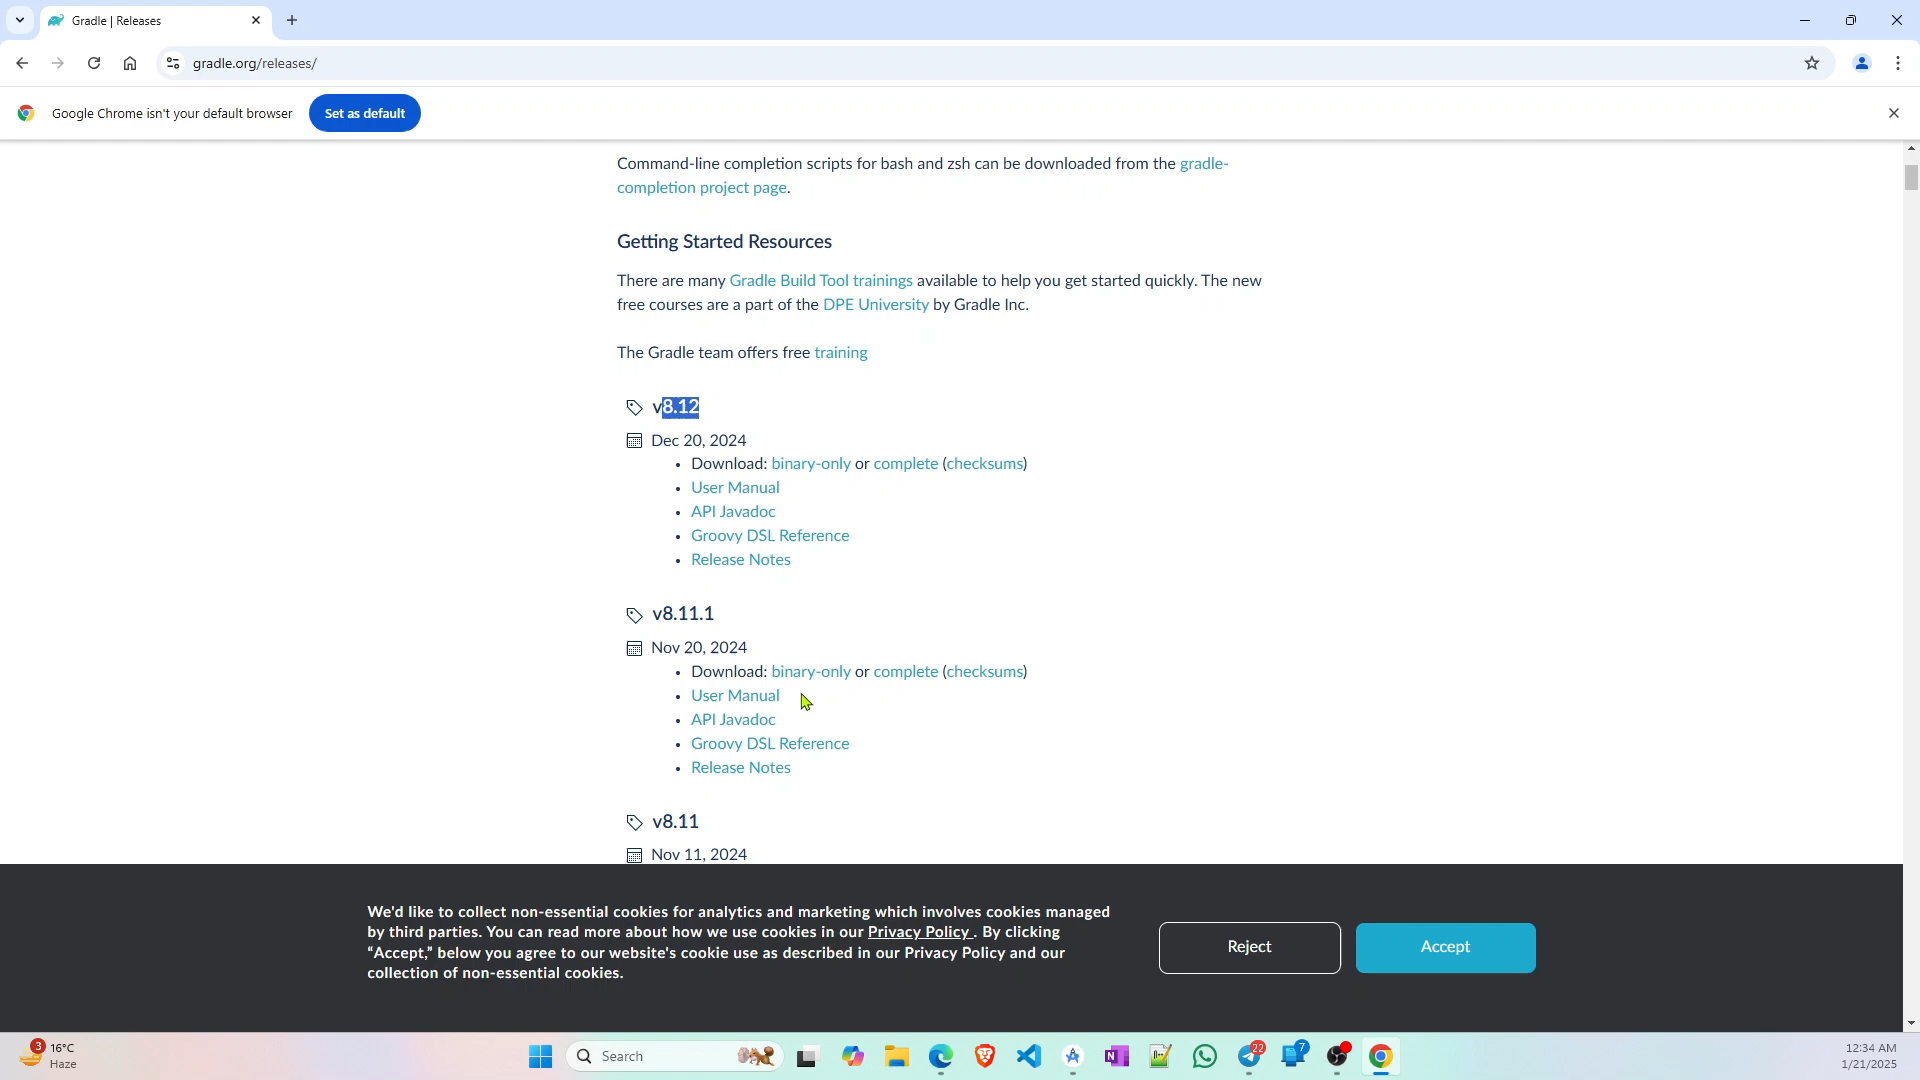 Gradle | Releases
gradle.org/releases/
Google Chrome isn't your default browser
Set as default
Command-line completion scripts for bash and zsh can be downloaded from the gradle-
completion project page.
Getting Started Resources
There are many Gradle Build Tool trainings available to help you get started quickly. The new
free courses are a part of the DPE University by Gradle Inc.
The Gradle team offers free training
v8.12
Dec 20, 2024
• Download: binary-only or complete (checksums)
• User Manual
• API Javadoc
• Groovy DSL Reference
• Release Notes
v8.11.1
Nov 20, 2024
• Download: binary-only or complete (checksums)
• User Manual
• API Javadoc
• Groovy DSL Reference
• Release Notes
v8.11
Nov 11, 2024
We'd like to collect non-essential cookies for analytics and marketing which involves cookies managed
by third parties. You can read more about how we use cookies in our Privacy Policy . By clicking
“Accept,” below you agree to our website's cookie use as described in our Privacy Policy and our
collection of non-essential cookies.
Reject
Accept
3
16°C
Haze
Search
22
7
12:34 AM
1/21/2025